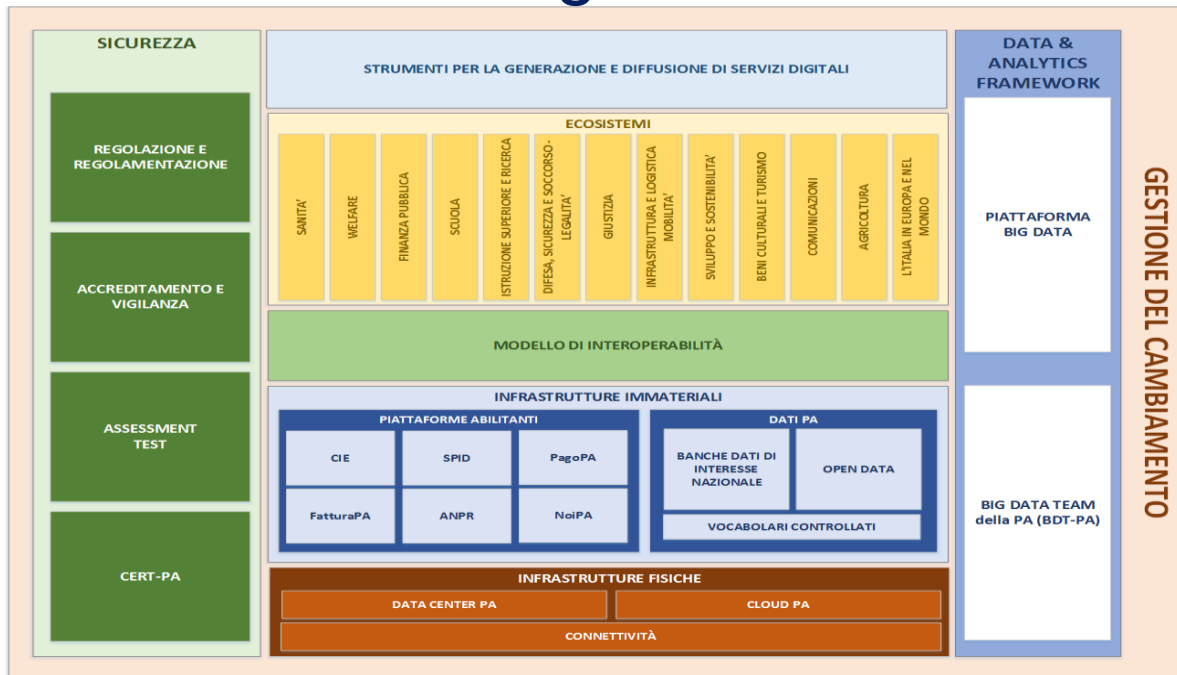 g
SICUREZZA
REGOLAZIONE E
REGOLAMENTAZIONE
ACCREDITAMENTO E
VIGILANZA
ASSESSMENT
TEST
CERT-PA
STRUMENTI PER LA GENERAZIONE E DIFFUSIONE DI SERVIZI DIGITALI
ECOSISTEMI
SANITA'
WELFARE
FINANZA PUBBLICA
SCUOLA
ISTRUZIONE SUPERIORE E RICERCA
DIFESA, SICUREZZA E SOCCORSO-
LEGALITA'
GIUSTIZIA
INFRASTRUTTURA E LOGISTICA
MOBILITA'
SVILUPPO E SOSTENIBILITA'
BENI CULTURALI E TURISMO
COMUNICAZIONI
AGRICOLTURA
L'ITALIA IN EUROPA E NEL
MONDO
MODELLO DI INTEROPERABILITÀ
INFRASTRUTTURE IMMATERIALI
PIATTAFORME ABILITANTI
CIE
SPID
PagoPA
FatturaPA
ANPR
NoiPA
DATI PA
BANCHE DATI DI
INTERESSE
NAZIONALE
OPEN DATA
VOCABOLARI CONTROLLATI
INFRASTRUTTURE FISICHE
DATA CENTER PA
CLOUD PA
CONNETTIVITÀ
DATA &
ANALYTICS
FRAMEWORK
PIATTAFORMA
BIG DATA
BIG DATA TEAM
della PA (BDT-PA)
GESTIONE DEL CAMBIAMENTO